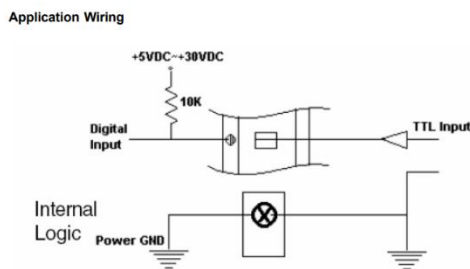 Application Wiring
+5VDC~+30VDC
10K
Digital
Input
TTL Input
Internal
Logic
Power GND